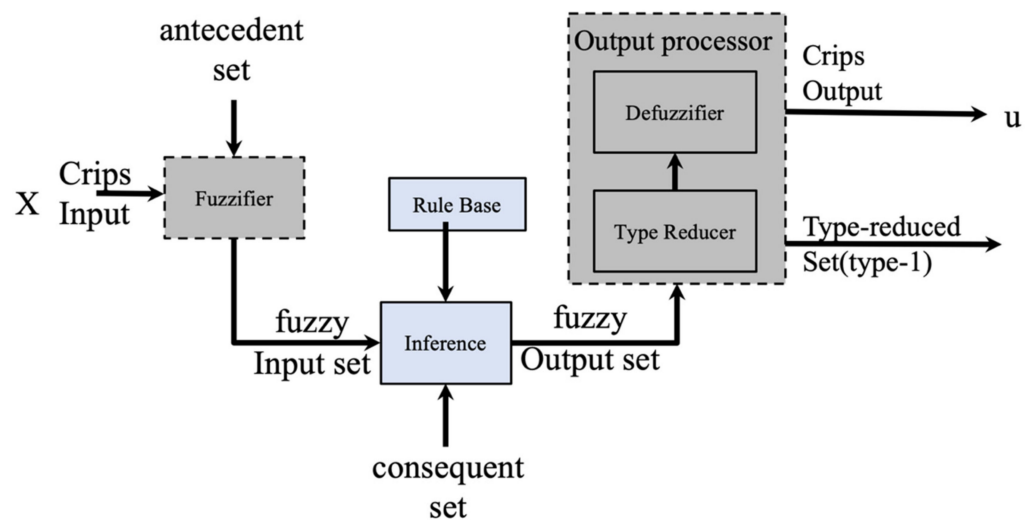 antecedent
set
Output processor
Crips
Output
Defuzzifier
u
Crips
Input
X
Fuzzifier
Rule Base
Type Reducer
Type-reduced
Set(type-1)
fuzzy
Input set
Inference
fuzzy
Output set
consequent
set